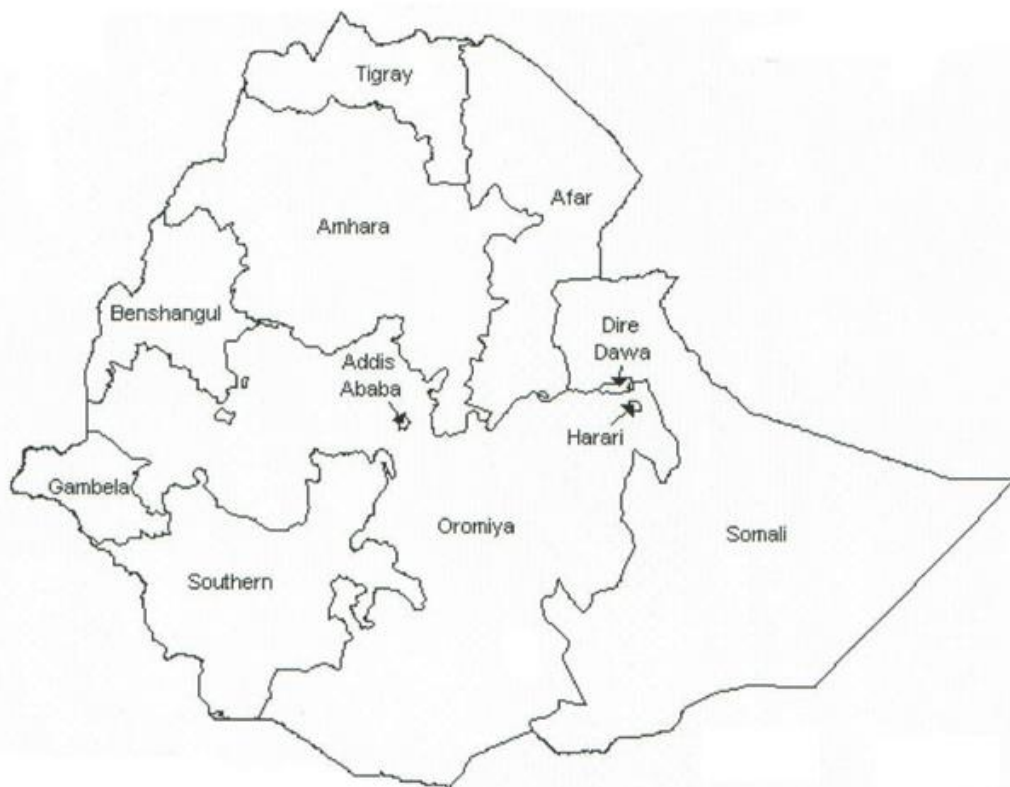 Tigray
Afar
Amhara
Benshangul
Dire
Dawa
Addis
Ababa
Harari
Gambela
Oromiya
Somali
Southern